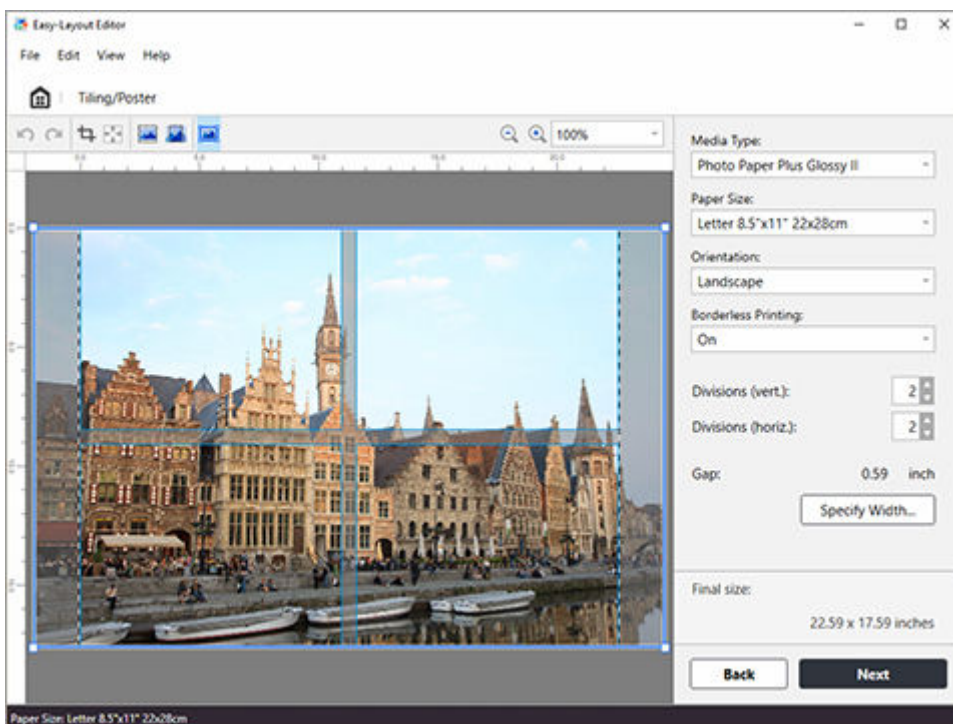 Easy-Layout Editor
File Edit View Help
Tiling/Poster
100%
Media Type:
Photo Paper Plus Glossy II
Paper Size:
Letter 8.5"x11" 22x28cm
Orientation:
Landscape
Borderless Printing:
On
Divisions (vert.): 2
Divisions (horiz.): 2
Gap: 0.59 inch
Specify Width...
Final size:
22.59 x 17.59 inches
Back Next
Paper Size: Letter 8.5"x11" 22x28cm